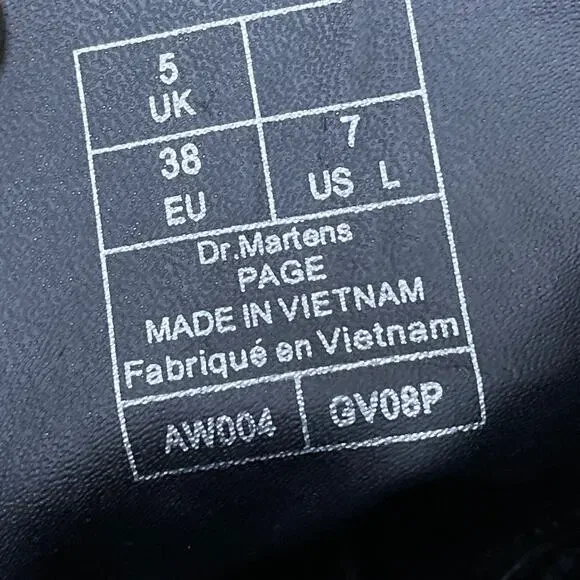 5
UK
38
EU
7
US L
Dr.Martens
PAGE
MADE IN VIETNAM
Fabriqué en Vietnam
AW004
GV08P